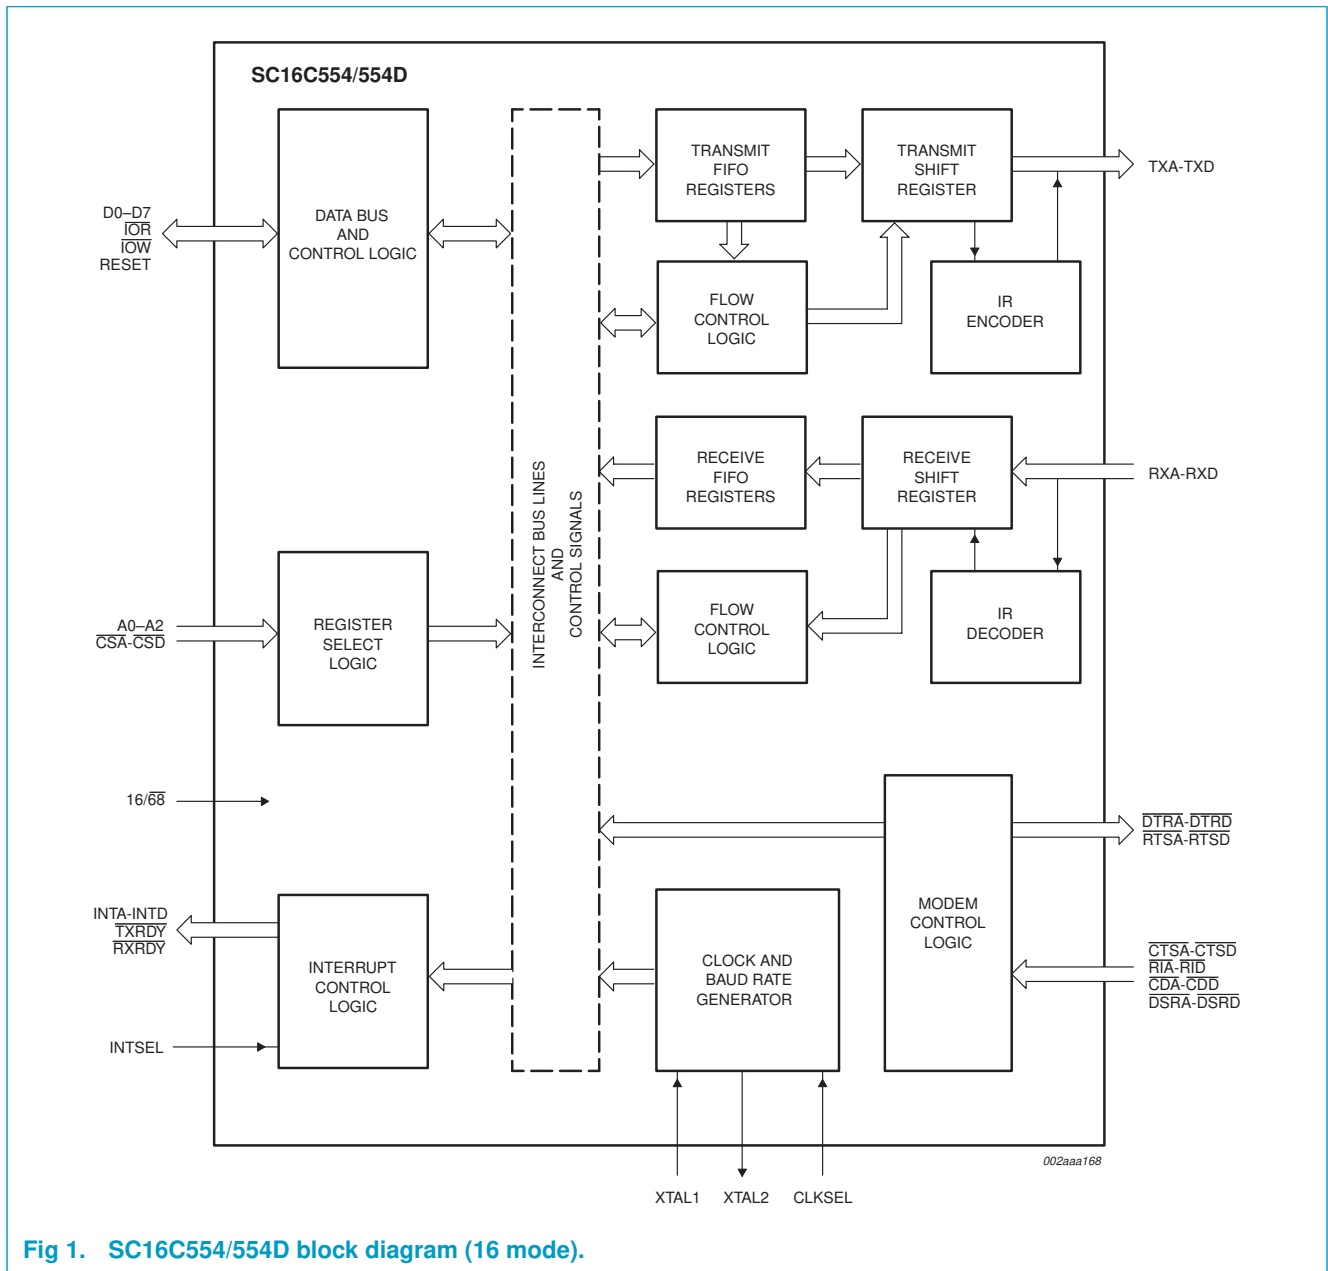 SC16C554/554D
D0–D7
IOR
IOW
RESET
DATA BUS
AND
CONTROL LOGIC
TRANSMIT
FIFO
REGISTERS
TRANSMIT
SHIFT
REGISTER
TXA-TXD
FLOW
CONTROL
LOGIC
IR
ENCODER
RECEIVE
FIFO
REGISTERS
RECEIVE
SHIFT
REGISTER
RXA-RXD
FLOW
CONTROL
LOGIC
IR
DECODER
INTERCONNECT BUS LINES
AND
CONTROL SIGNALS
A0–A2
CSA-CSD
REGISTER
SELECT
LOGIC
16/68
DTRA-DTRD
RTSA-RTSD
MODEM
CONTROL
LOGIC
CTSA-CTSD
RIA-RID
CDA-CDD
DSRA-DSRD
INTA-INTD
TXRDY
RXRDY
INTERRUPT
CONTROL
LOGIC
INTSEL
CLOCK AND
BAUD RATE
GENERATOR
XTAL1
XTAL2
CLKSEL
002aaa168
Fig 1. SC16C554/554D block diagram (16 mode).